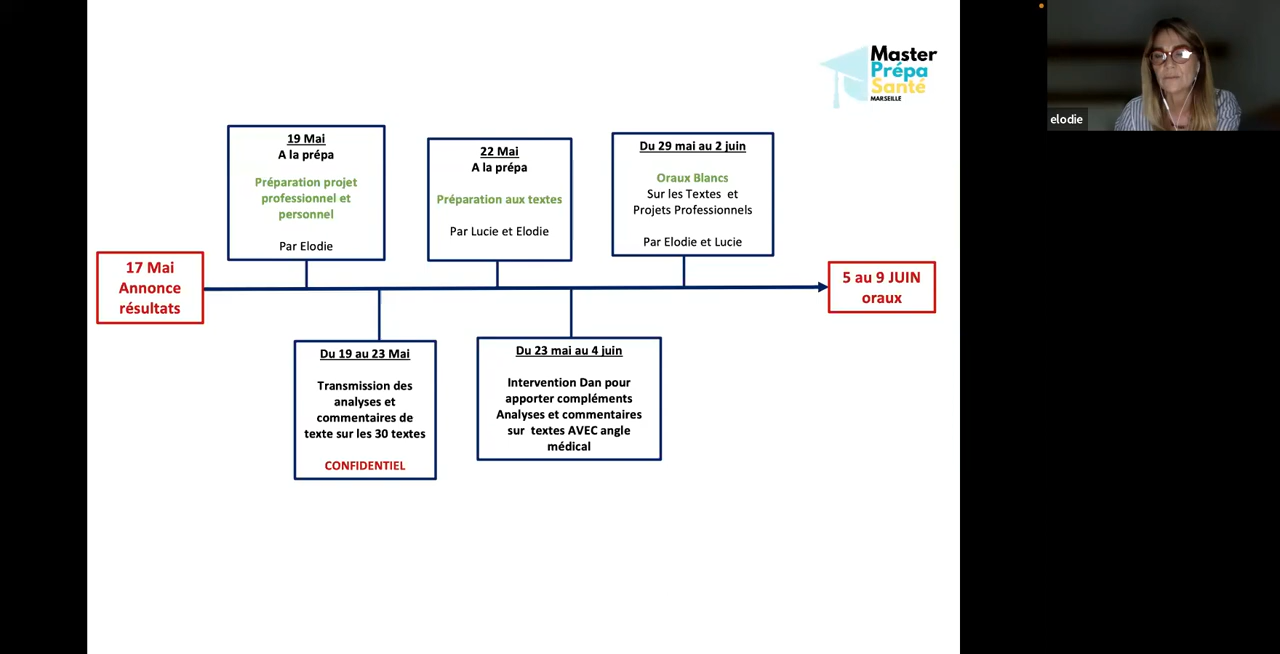 Master
Prépa
Santé
MARSEILLE
elodie
19 Mai
A la prépa
Préparation projet
professionnel et
personnel
Par Elodie
22 Mai
A la prépa
Préparation aux textes
Par Lucie et Elodie
Du 29 mai au 2 juin
Oraux Blancs
Sur les Textes et
Projets Professionnels
Par Elodie et Lucie
17 Mai
Annonce
résultats
5 au 9 JUIN
oraux
Du 19 au 23 Mai
Transmission des
analyses et
commentaires de
texte sur les 30 textes
CONFIDENTIEL
Du 23 mai au 4 juin
Intervention Dan pour
apporter compléments
Analyses et commentaires
sur textes AVEC angle
médical